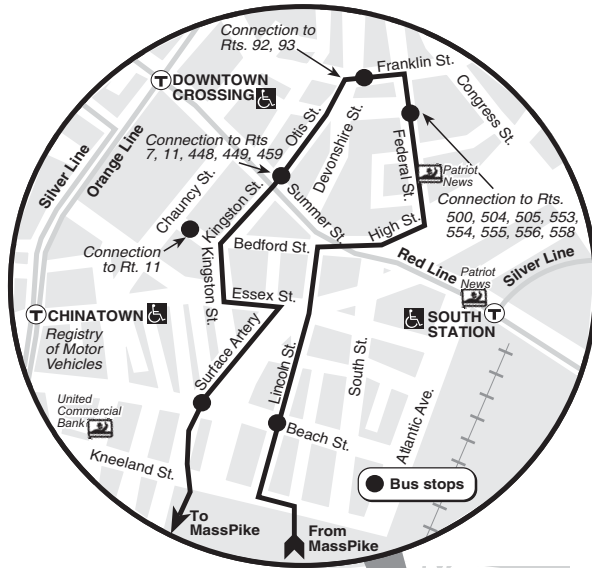 Connection to
Rts. 92, 93
Franklin St.
DOWNTOWN
CROSSING
T
Congress St.
Otis St.
Devonshire St.
Connection to Rts
7, 11, 448, 449, 459
Federal St.
Patriot
News
Silver Line
Orange Line
Chauncy St.
Kingston St.
Summer St.
Connection to Rts.
500, 504, 505, 553,
554, 555, 556, 558
High St.
Connection
to Rt. 11
Bedford St.
Red Line
Silver Line
Kingston St.
Patriot
News
Essex St.
T CHINATOWN
Registry
of Motor
Vehicles
SOUTH
STATION
T
Surface Artery
Lincoln St.
South St.
Atlantic Ave.
United
Commercial
Bank
Beach St.
Kneeland St.
Bus stops
To
MassPike
From
MassPike